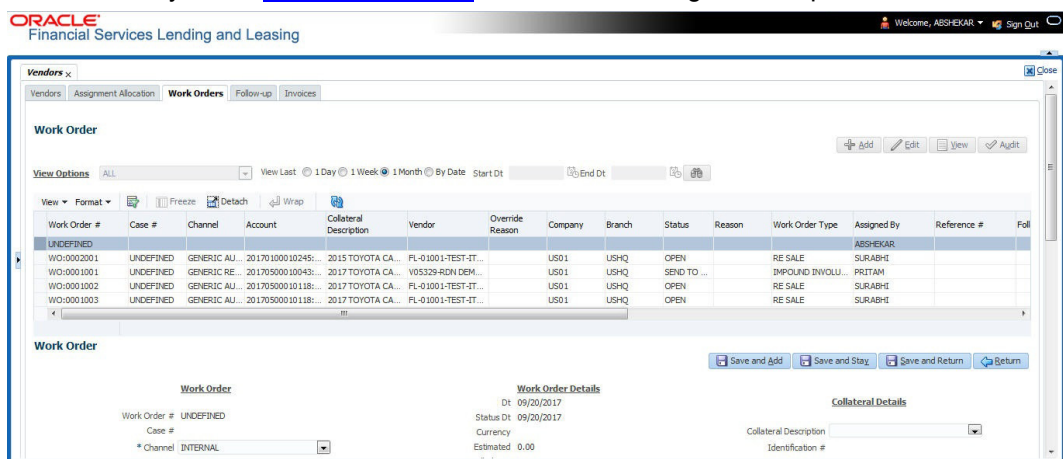 ORACLE'
Financial Services Lending and Leasing
Welcome, ABSHEKAR Sign Out
Vendors x
Close
Vendors Assignment Allocation Work Orders Follow-up Invoices
Work Order
Add Edit View Audit
View Options ALL View Last 1 Day 1 Week 1 Month By Date Start Dt End Dt
View Format Freeze Detach Wrap
Work Order # Case # Channel Account Collateral Description Vendor Override Reason Company Branch Status Reason Work Order Type Assigned By Reference # Foll
UNDEFINED ABSHEKAR
WO:0002001 UNDEFINED GENERIC AU... 20170100010245:... 2015 TOYOTA CA... FL-01001-TEST-IT... US01 USHQ OPEN RE SALE SURABHI
WO:0001001 UNDEFINED GENERIC RE... 20170500010043:... 2017 TOYOTA CA... V05329-RDN DEM... US01 USHQ SEND TO ... IMPOUND INVOLU... PRITAM
WO:0001002 UNDEFINED GENERIC AU... 20170500010118:... 2017 TOYOTA CA... FL-01001-TEST-IT... US01 USHQ OPEN RE SALE SURABHI
WO:0001003 UNDEFINED GENERIC AU... 20170500010118:... 2017 TOYOTA CA... FL-01001-TEST-IT... US01 USHQ OPEN RE SALE SURABHI
Work Order
Save and Add Save and Stay Save and Return Return
Work Order Work Order Details Collateral Details
Dt 09/20/2017
Work Order # UNDEFINED Status Dt 09/20/2017
Case # Currency Collateral Description
* Channel INTERNAL Estimated 0.00 Identification #